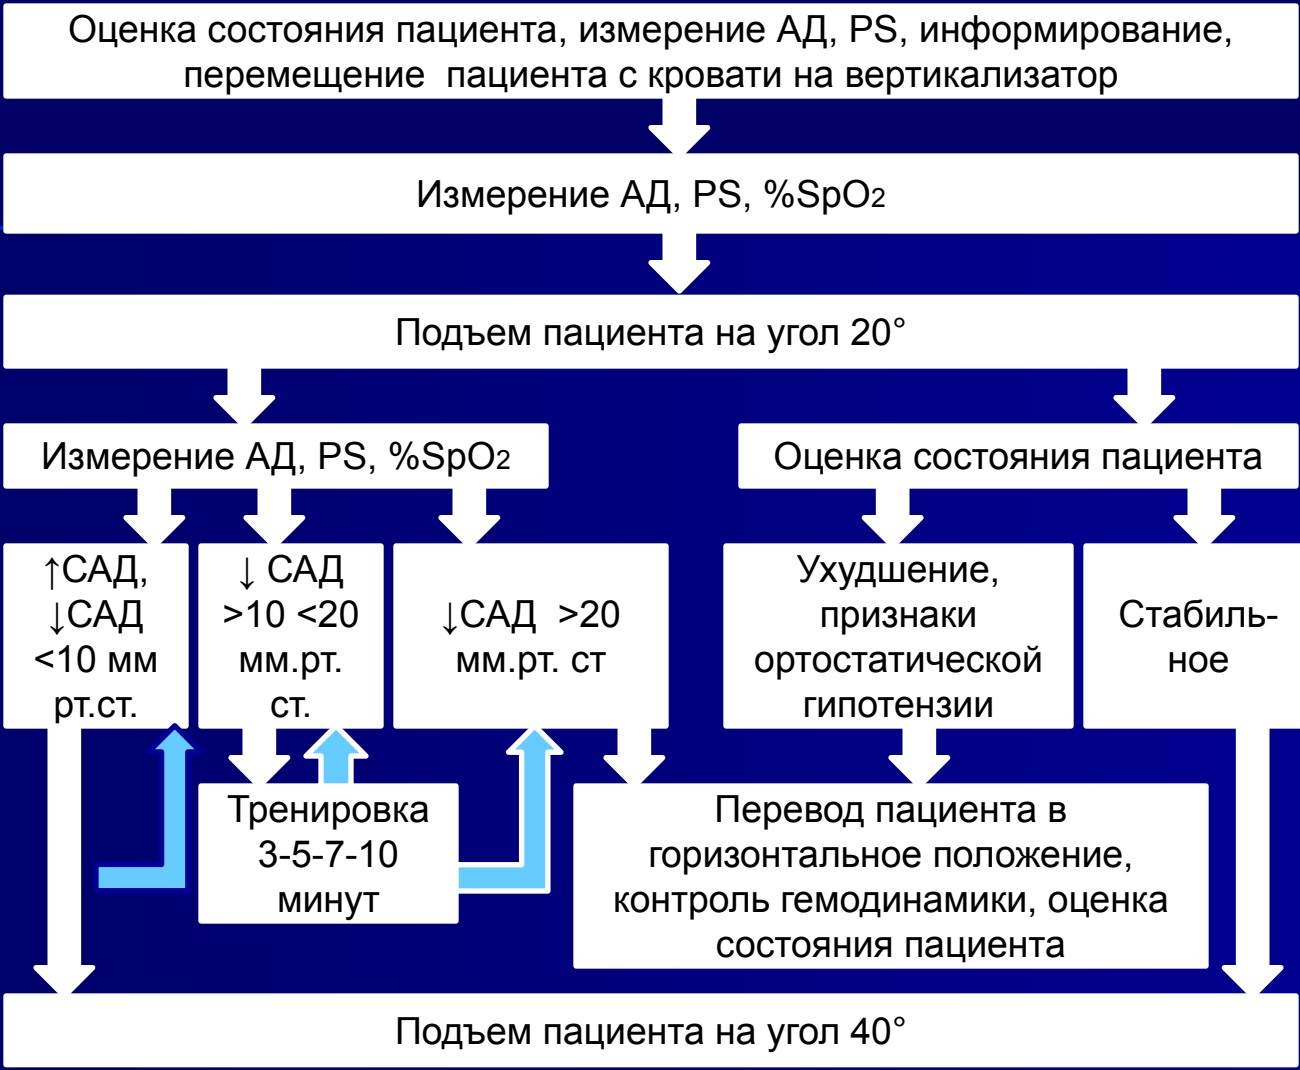 Оценка состояния пациента, измерение АД, PS, информирование,
перемещение пациента с кровати на вертикализатор
Измерение АД, PS, %SpO2
Подъем пациента на угол 20°
Измерение АД, PS, %SpO2
Оценка состояния пациента
↑САД,
↓САД
<10 мм
рт.ст.
↓ САД
>10 <20
мм.рт.
ст.
↓САД >20
мм.рт. ст
Ухудшение,
признаки
ортостатической
гипотензии
Стабиль-
ное
Тренировка
3-5-7-10
минут
Перевод пациента в
горизонтальное положение,
контроль гемодинамики, оценка
состояния пациента
Подъем пациента на угол 40°